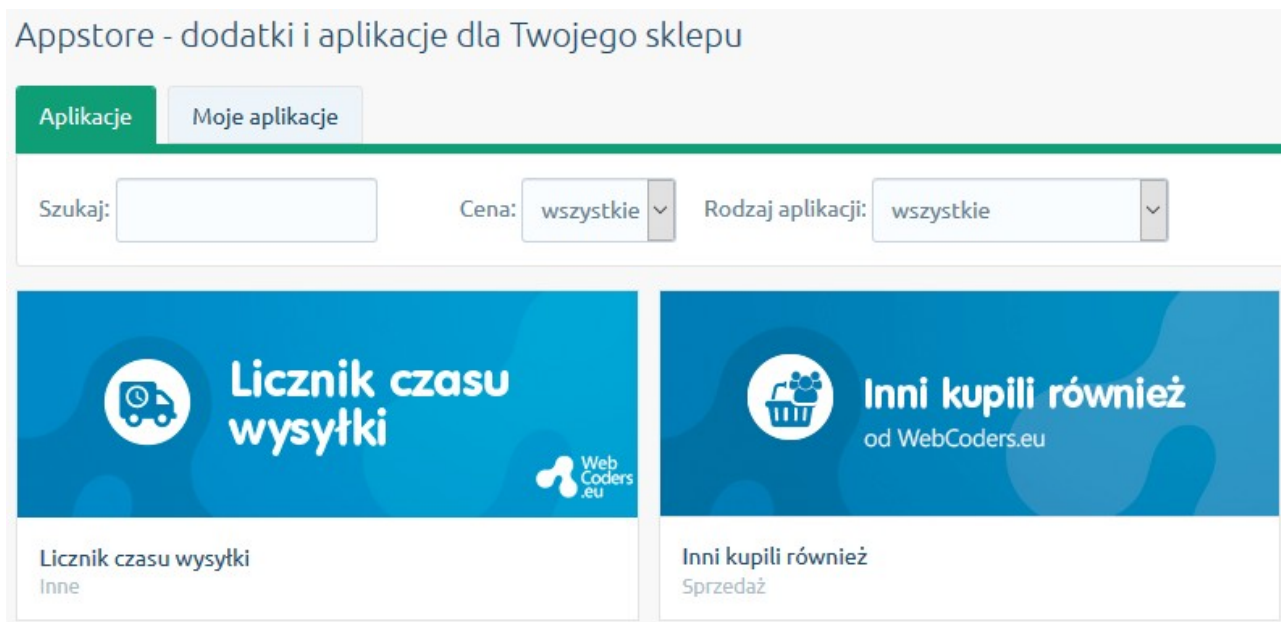 Appstore - dodatki i aplikacje dla Twojego sklepu
Aplikacje Moje aplikacje
Szukaj: Cena: wszystkie Rodzaj aplikacji: wszystkie
Licznik czasu
wysyłki
Web
Coders
.eu
Inni kupili również
od WebCoders.eu
Licznik czasu wysyłki
Inne
Inni kupili również
Sprzedaż